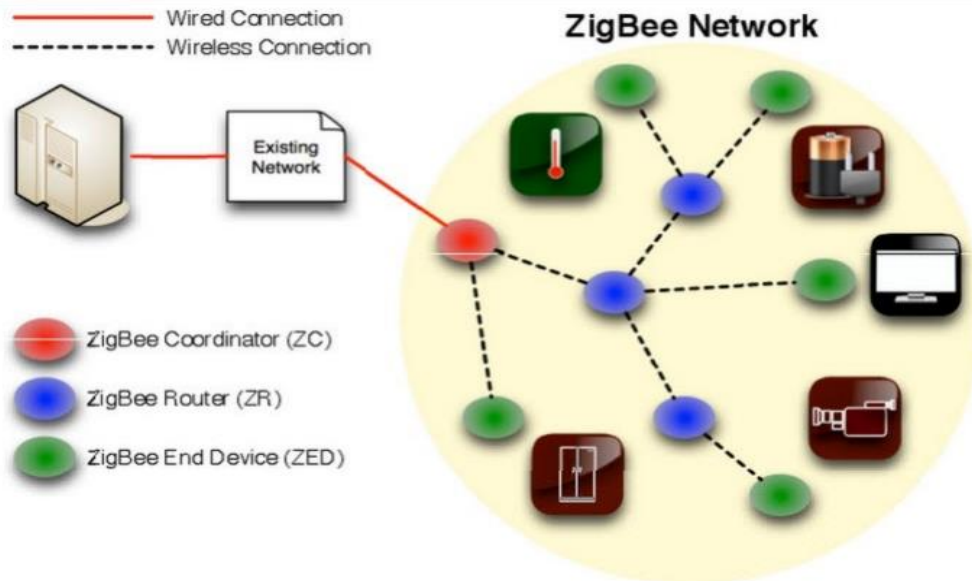 Wired Connection
Wireless Connection
ZigBee Network
Existing
Network
ZigBee Coordinator (ZC)
ZigBee Router (ZR)
ZigBee End Device (ZED)